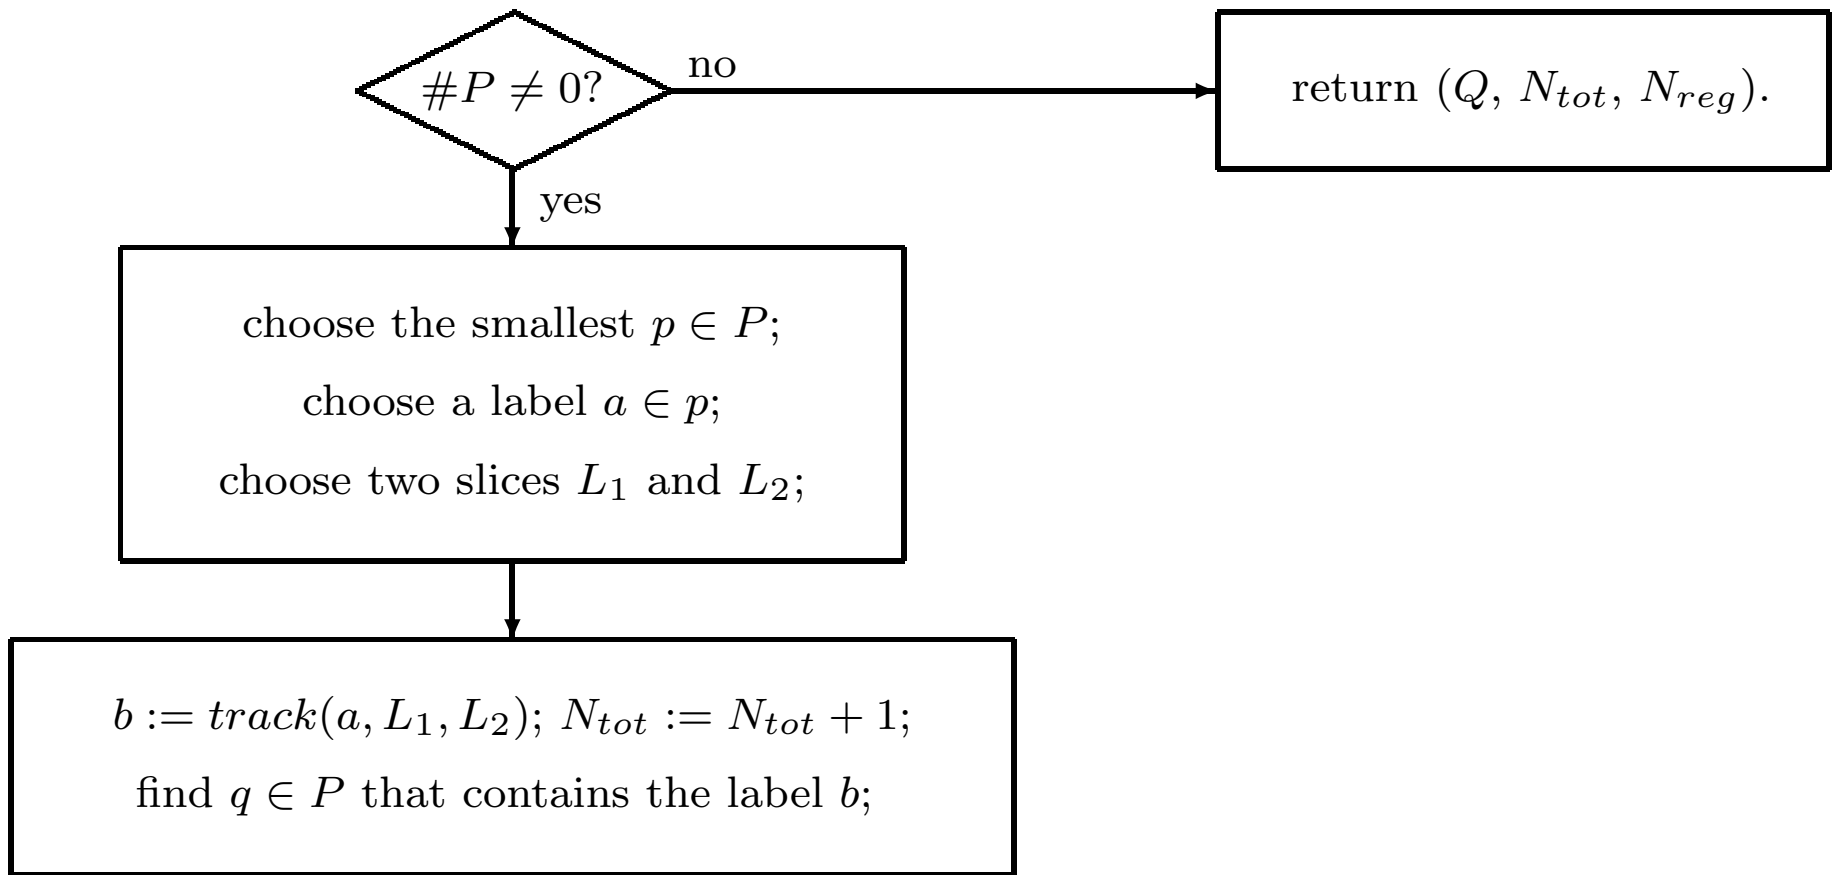 #P ≠ 0?
no
return (Q, N_tot, N_reg).
yes
choose the smallest p ∈ P;
choose a label a ∈ p;
choose two slices L_1 and L_2;
b := track(a, L_1, L_2); N_tot := N_tot + 1;
find q ∈ P that contains the label b;